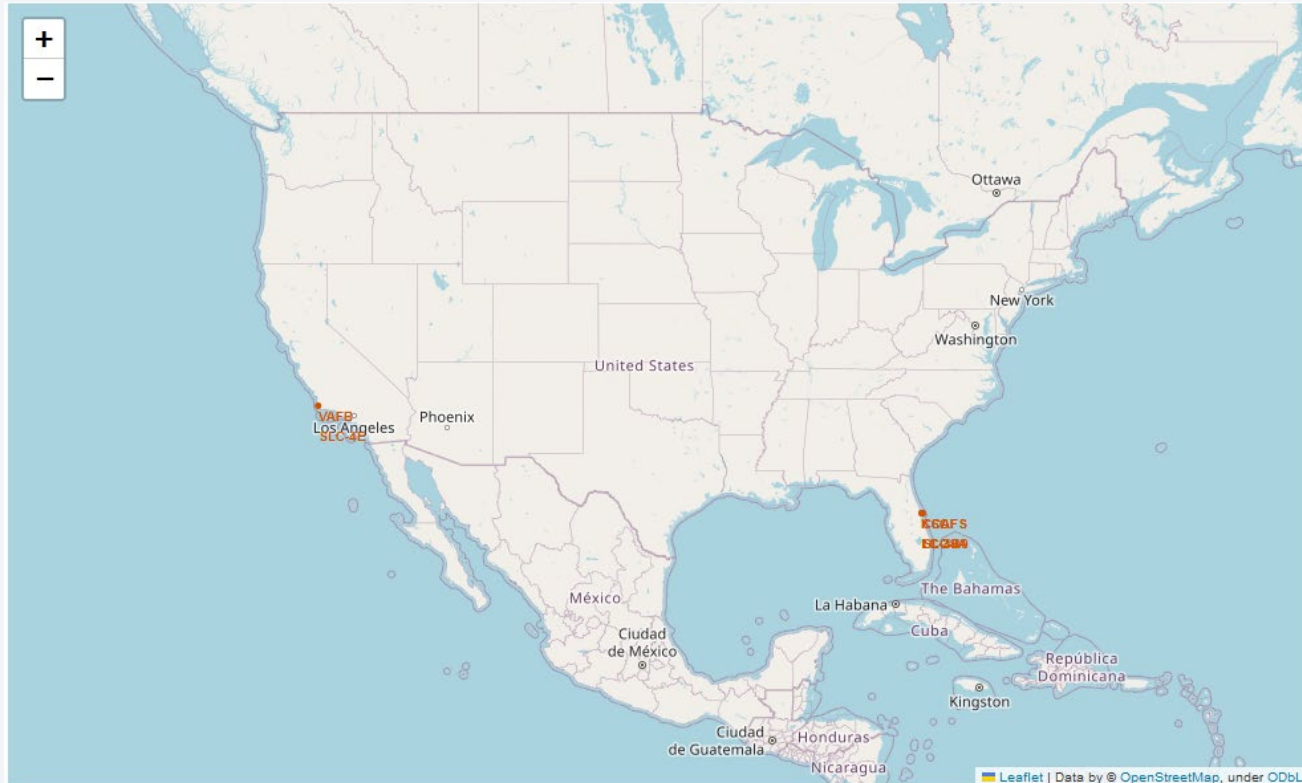 +
−
Ottawa
New York
Washington
United States
VAFB
Los Angeles
SLC-4E
Phoenix
The Bahamas
México
La Habana
Cuba
Ciudad
de México
República
Dominicana
Kingston
Ciudad
de Guatemala
Honduras
Nicaragua
Leaflet | Data by © OpenStreetMap, under ODbL